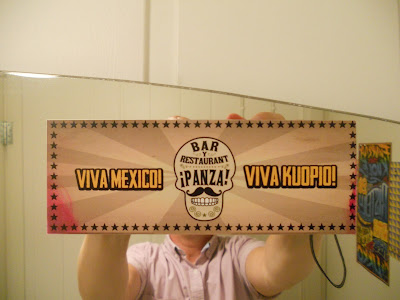 BAR
Y
RESTAURANT
¡PANZA!
VIVA MEXICO!
VIVA KUOPIO!